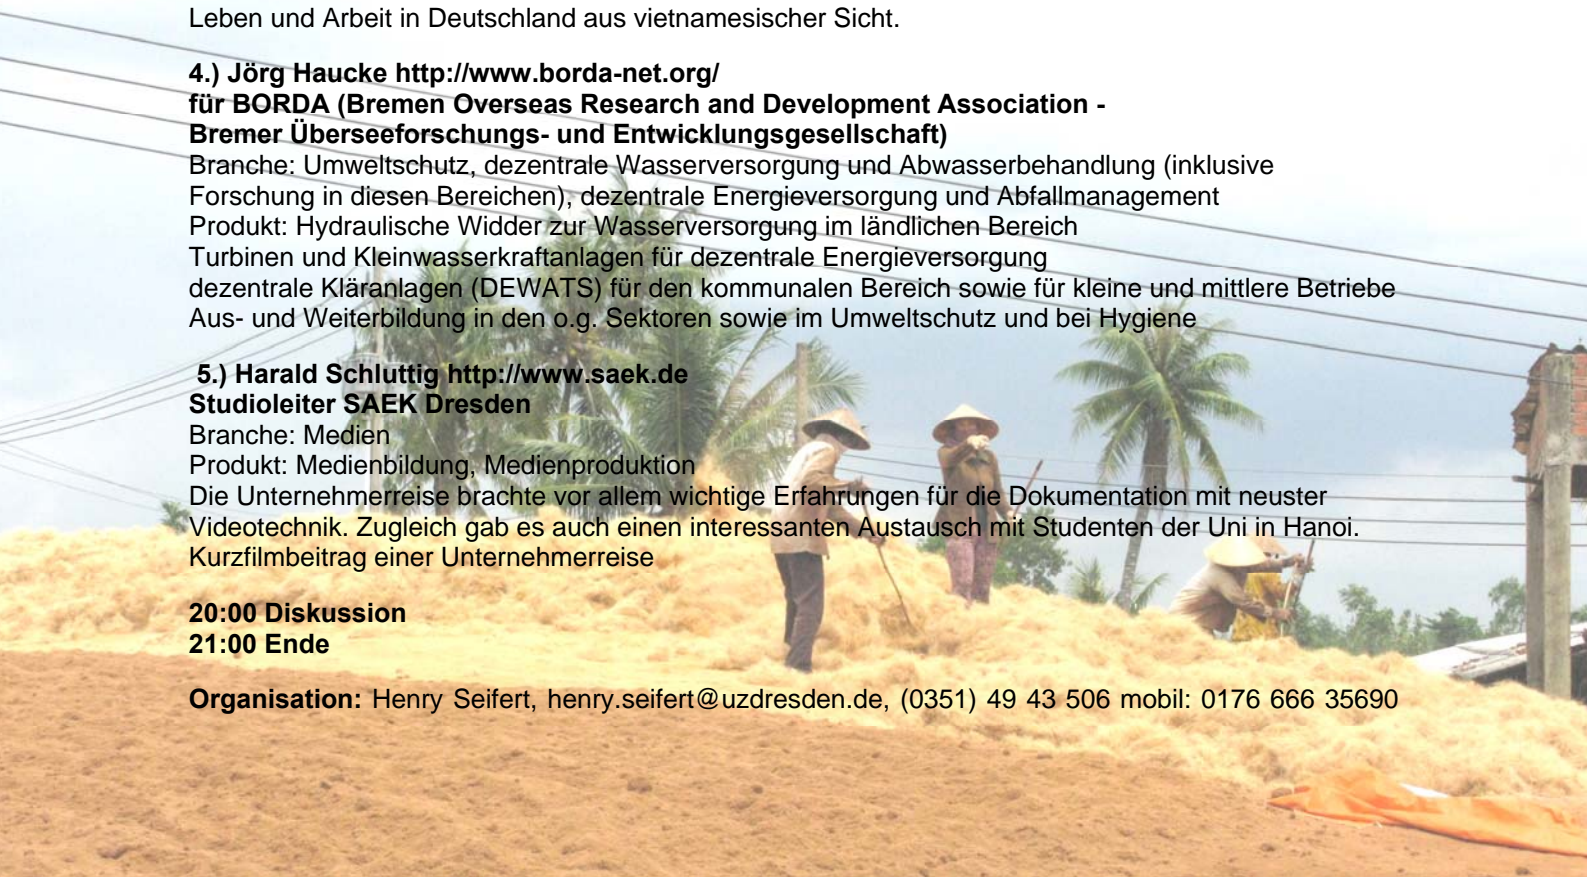 Leben und Arbeit in Deutschland aus vietnamesischer Sicht.
4.) Jörg Haucke http://www.borda-net.org/
für BORDA (Bremen Overseas Research and Development Association -
Bremer Überseeforschungs- und Entwicklungsgesellschaft)
Branche: Umweltschutz, dezentrale Wasserversorgung und Abwasserbehandlung (inklusive
Forschung in diesen Bereichen), dezentrale Energieversorgung und Abfallmanagement
Produkt: Hydraulische Widder zur Wasserversorgung im ländlichen Bereich
Turbinen und Kleinwasserkraftanlagen für dezentrale Energieversorgung
dezentrale Kläranlagen (DEWATS) für den kommunalen Bereich sowie für kleine und mittlere Betriebe
Aus- und Weiterbildung in den o.g. Sektoren sowie im Umweltschutz und bei Hygiene
5.) Harald Schluttig http://www.saek.de
Studioleiter SAEK Dresden
Branche: Medien
Produkt: Medienbildung, Medienproduktion
Die Unternehmerreise brachte vor allem wichtige Erfahrungen für die Dokumentation mit neuster
Videotechnik. Zugleich gab es auch einen interessanten Austausch mit Studenten der Uni in Hanoi.
Kurzfilmbeitrag einer Unternehmerreise
20:00 Diskussion
21:00 Ende
Organisation: Henry Seifert, henry.seifert@uzdresden.de, (0351) 49 43 506 mobil: 0176 666 35690